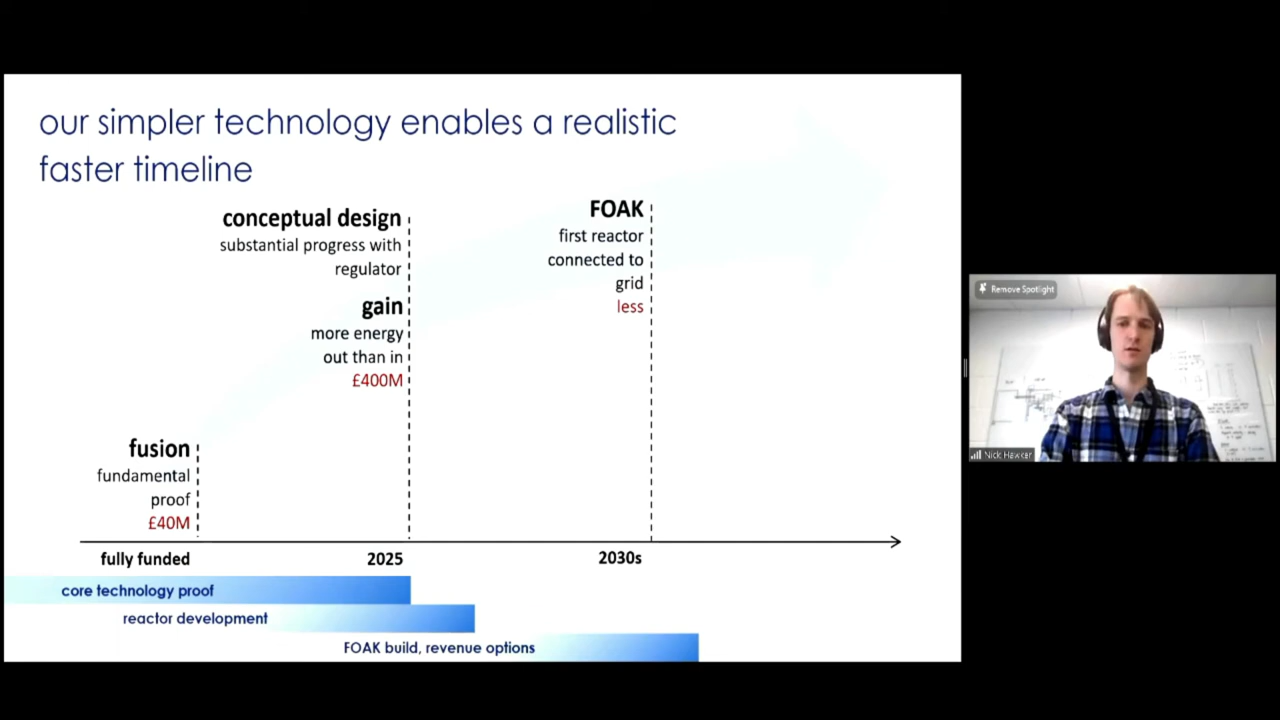 our simpler technology enables a realistic
faster timeline
conceptual design
substantial progress with
regulator
gain
more energy
out than in
£400M
FOAK
first reactor
connected to
grid
less
fusion
fundamental
proof
£40M
fully funded
2025
2030s
core technology proof
reactor development
FOAK build, revenue options
Remove Spotlight
Nick Hawker